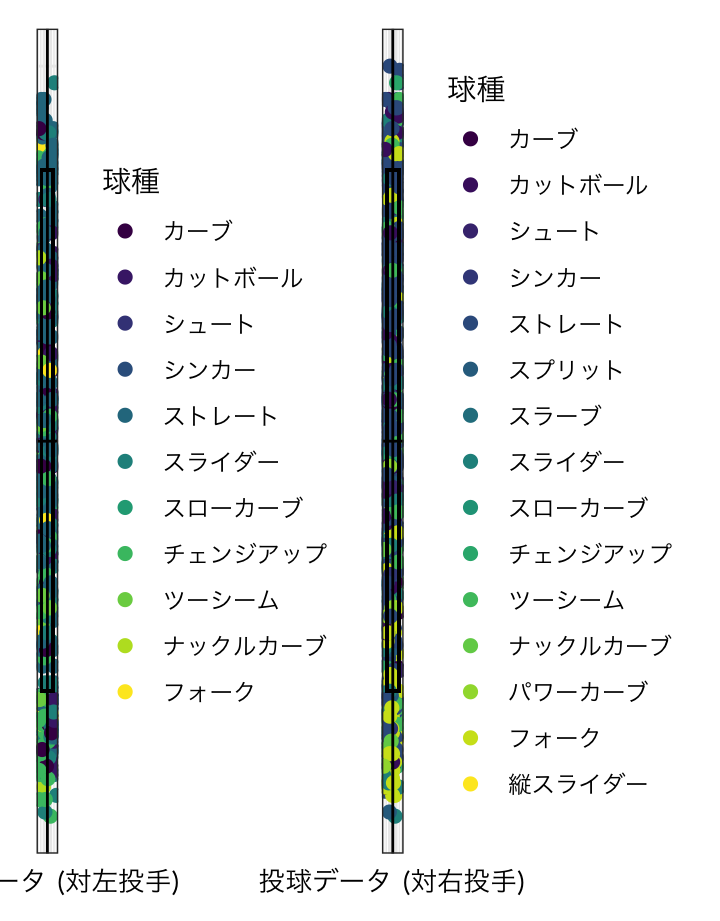 球種
カーブ
カットボール
シュート
シンカー
ストレート
スライダー
スローカーブ
チェンジアップ
ツーシーム
ナックルカーブ
フォーク
ータ (対左投手)
球種
カーブ
カットボール
シュート
シンカー
ストレート
スプリット
スラーブ
スライダー
スローカーブ
チェンジアップ
ツーシーム
ナックルカーブ
パワーカーブ
フォーク
縦スライダー
投球データ (対右投手)